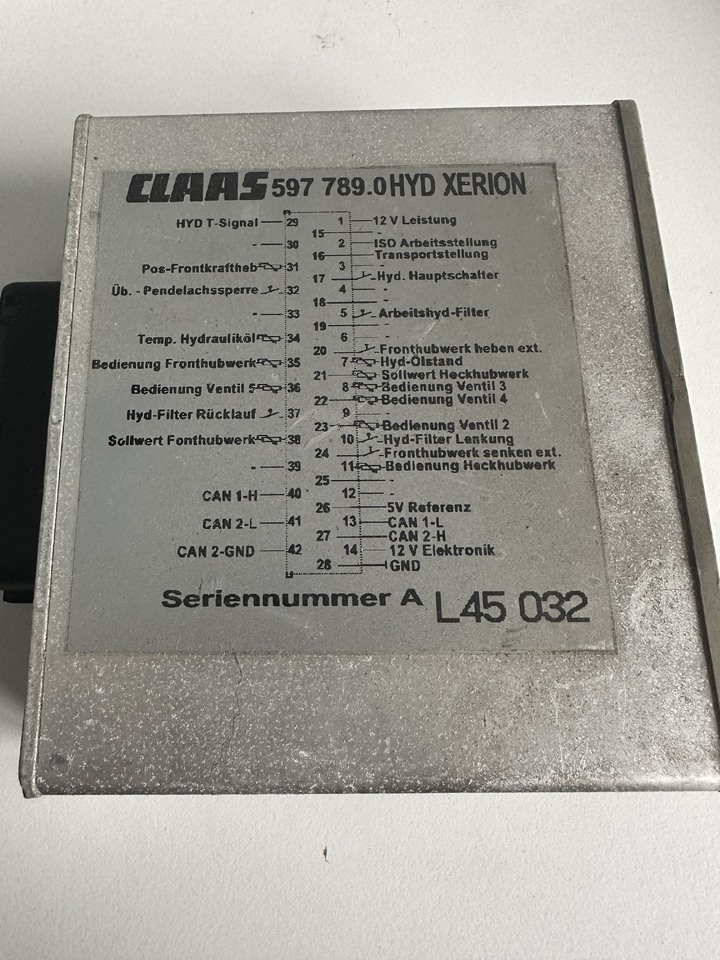 CLAAS 597 789.0 HYD XERION
HYD T-Signal 29
- 30
Pos-Frontkraftheb 31
Üb. - Pendelachssperre 32
- 33
Temp. Hydrauliköl 34
Bedienung Fronthubwerk 35
Bedienung Ventil 5 36
Hyd-Filter Rücklauf 37
Sollwert Fonthubwerk 38
- 39
CAN 1-H 40
CAN 2-L 41
CAN 2-GND 42
1 12 V Leistung
15 -
2 ISO Arbeitsstellung
16 Transportstellung
3 -
17 Hyd. Hauptschalter
4 -
18 -
5 Arbeitshyd-Filter
19 -
6 -
20 Fronthubwerk heben ext.
7 Hyd-Ölstand
21 Sollwert Heckhubwerk
8 Bedienung Ventil 3
22 Bedienung Ventil 4
9 -
23 Bedienung Ventil 2
10 Hyd-Filter Lenkung
24 Fronthubwerk senken ext.
11 Bedienung Heckhubwerk
25 -
12 -
26 5V Referenz
13 CAN 1-L
27 CAN 2-H
14 12 V Elektronik
28 GND
Seriennummer A L45 032